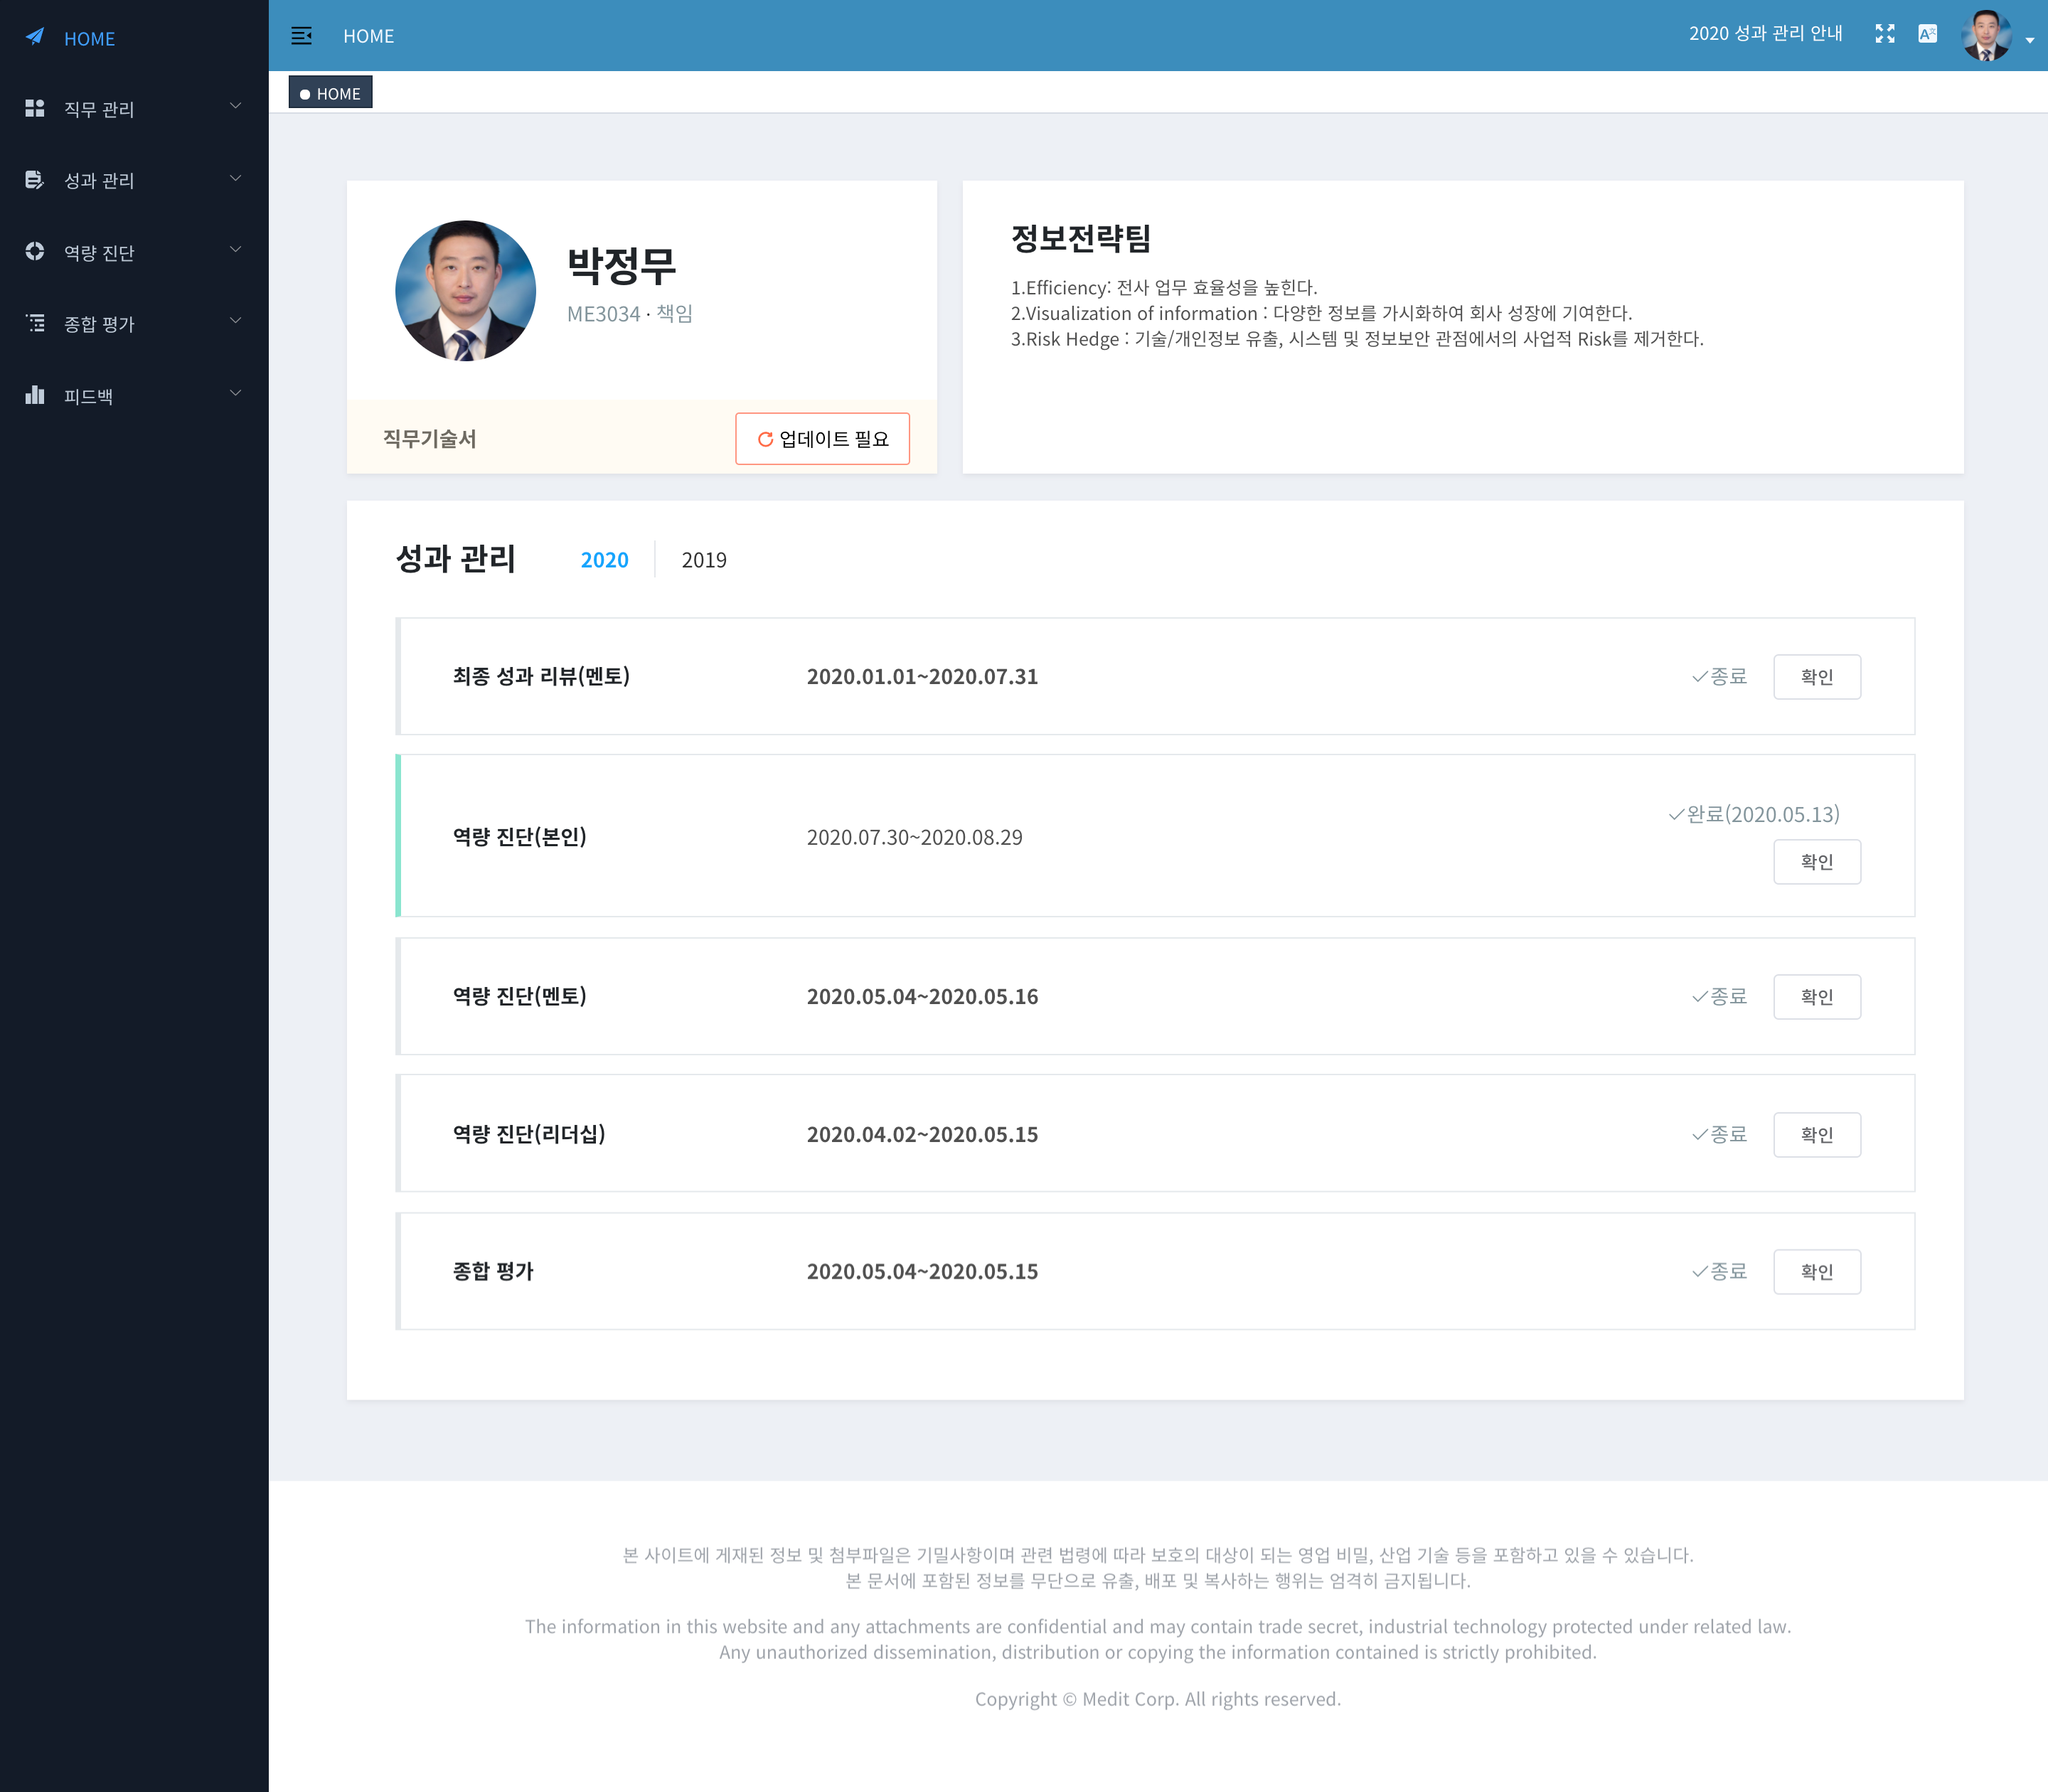 HOME
직무 관리
성과 관리
역량 진단
종합 평가
피드백
HOME
2020 성과 관리 안내
HOME
박정무
ME3034 · 책임
직무기술서
업데이트 필요
정보전략팀
1.Efficiency: 전사 업무 효율성을 높힌다.
2.Visualization of information : 다양한 정보를 가시화하여 회사 성장에 기여한다.
3.Risk Hedge : 기술/개인정보 유출, 시스템 및 정보보안 관점에서의 사업적 Risk를 제거한다.
성과 관리 2020 2019
최종 성과 리뷰(멘토) 2020.01.01~2020.07.31 종료 확인
완료(2020.05.13)
역량 진단(본인) 2020.07.30~2020.08.29
확인
역량 진단(멘토) 2020.05.04~2020.05.16 종료 확인
역량 진단(리더십) 2020.04.02~2020.05.15 종료 확인
종합 평가 2020.05.04~2020.05.15 종료 확인
본 사이트에 게재된 정보 및 첨부파일은 기밀사항이며 관련 법령에 따라 보호의 대상이 되는 영업 비밀, 산업 기술 등을 포함하고 있을 수 있습니다.
본 문서에 포함된 정보를 무단으로 유출, 배포 및 복사하는 행위는 엄격히 금지됩니다.
The information in this website and any attachments are confidential and may contain trade secret, industrial technology protected under related law.
Any unauthorized dissemination, distribution or copying the information contained is strictly prohibited.
Copyright © Medit Corp. All rights reserved.